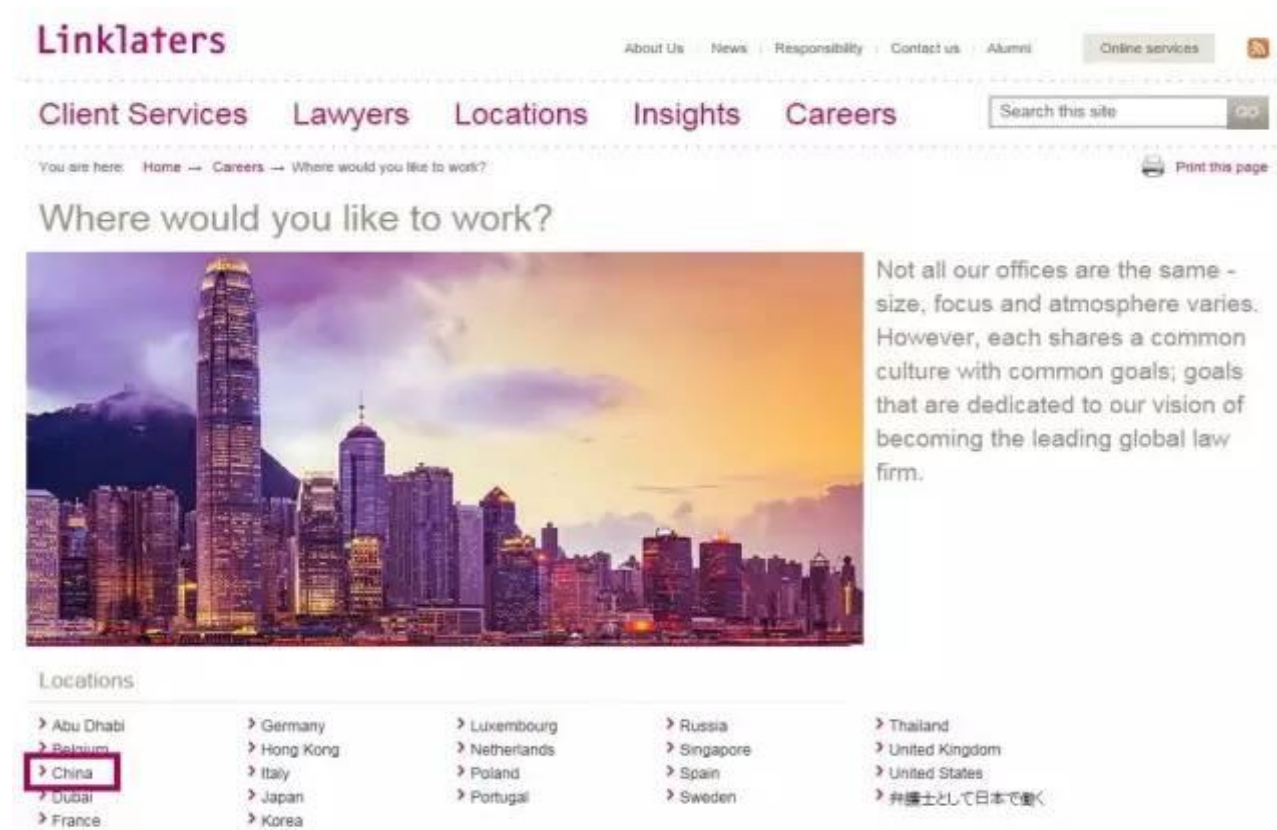 Linklaters
About Us News Responsibility Contact us Alumni Online services
Client Services Lawyers Locations Insights Careers Search this site GO
You are here: Home → Careers → Where would you like to work? Print this page
Where would you like to work?
Not all our offices are the same -
size, focus and atmosphere varies.
However, each shares a common
culture with common goals; goals
that are dedicated to our vision of
becoming the leading global law
firm.
Locations
Abu Dhabi Germany Luxembourg Russia Thailand
Belgium Hong Kong Netherlands Singapore United Kingdom
China Italy Poland Spain United States
Dubai Japan Portugal Sweden 弁護士として日本で働く
France Korea